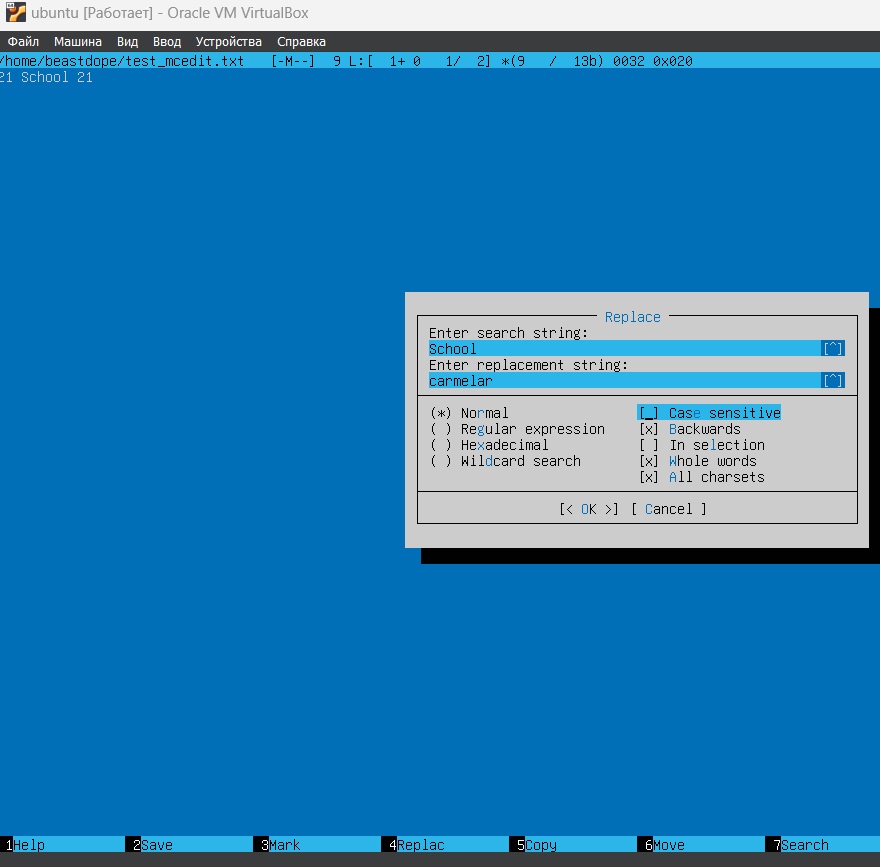 ubuntu [Работает] - Oracle VM VirtualBox
Файл Машина Вид Ввод Устройства Справка
/home/beastdope/test_mcedit.txt [-M--] 9 L:[ 1+ 0 1/ 2] *(9 / 13b) 0032 0x020
21 School 21
Replace
Enter search string:
School [^]
Enter replacement string:
carmelar [^]
(*) Normal [_] Case sensitive
( ) Regular expression [x] Backwards
( ) Hexadecimal [ ] In selection
( ) Wildcard search [x] Whole words
[x] All charsets
[< OK >] [ Cancel ]
1Help 2Save 3Mark 4Replac 5Copy 6Move 7Search